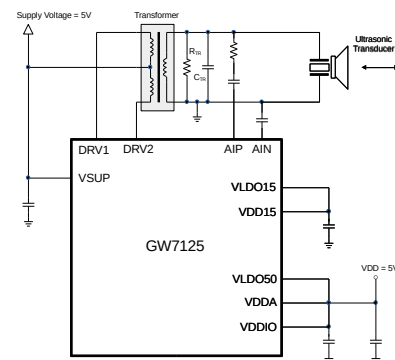 Supply Voltage = 5V
Transformer
Ultrasonic
Transducer
RTR
CTR
DRV1
DRV2
AIP
AIN
VSUP
VLDO15
VDD15
GW7125
VLDO50
VDD = 5V
VDDA
VDDIO